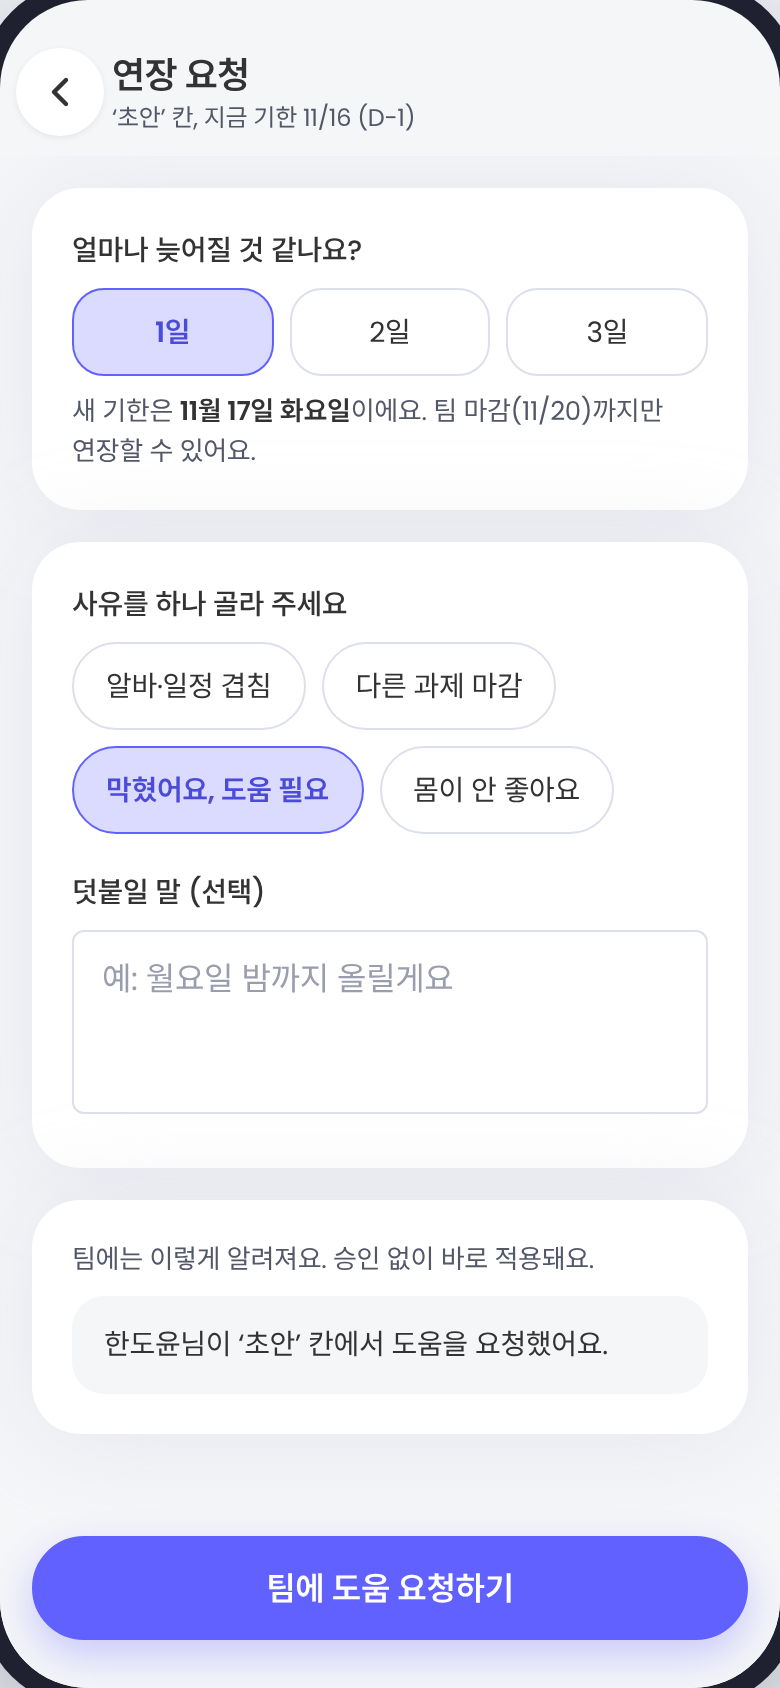 연장 요청
‘초안’ 칸, 지금 기한 11/16 (D-1)
얼마나 늦어질 것 같나요?
1일
2일
3일
새 기한은 11월 17일 화요일이에요. 팀 마감(11/20)까지만
연장할 수 있어요.
사유를 하나 골라 주세요
알바·일정 겹침
다른 과제 마감
막혔어요, 도움 필요
몸이 안 좋아요
덧붙일 말 (선택)
예: 월요일 밤까지 올릴게요
팀에는 이렇게 알려져요. 승인 없이 바로 적용돼요.
한도윤님이 ‘초안’ 칸에서 도움을 요청했어요.
팀에 도움 요청하기